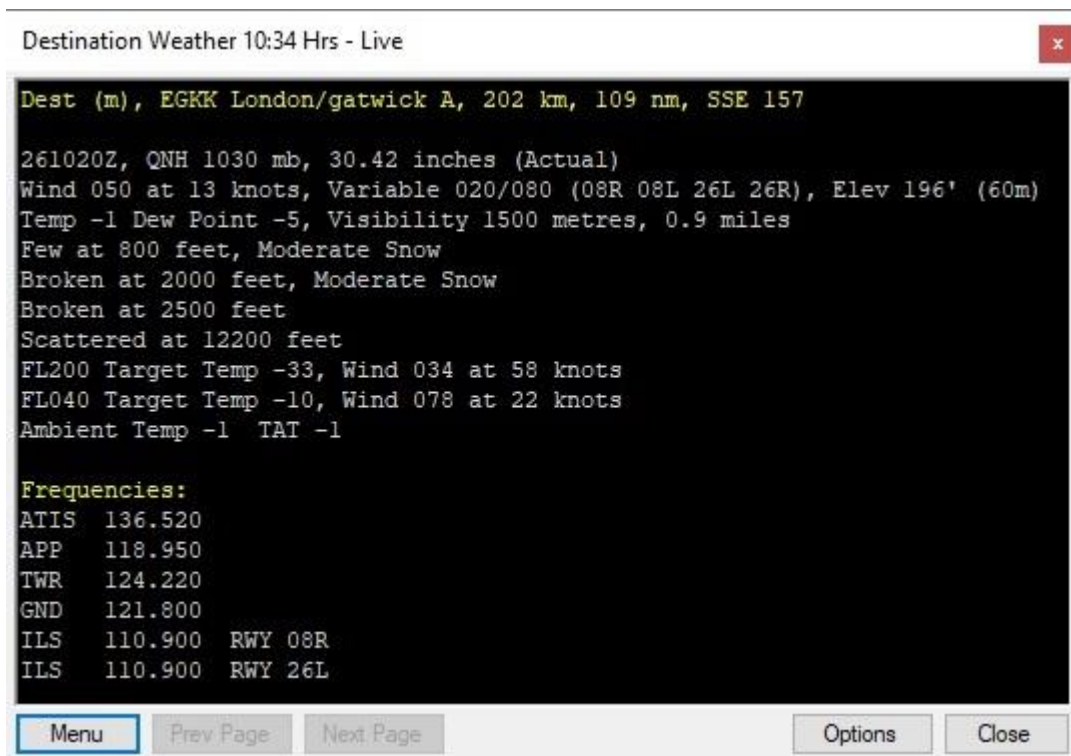 Destination Weather 10:34 Hrs - Live
x
Dest (m), EGKK London/gatwick A, 202 km, 109 nm, SSE 157
261020Z, QNH 1030 mb, 30.42 inches (Actual)
Wind 050 at 13 knots, Variable 020/080 (08R 08L 26L 26R), Elev 196' (60m)
Temp -1 Dew Point -5, Visibility 1500 metres, 0.9 miles
Few at 800 feet, Moderate Snow
Broken at 2000 feet, Moderate Snow
Broken at 2500 feet
Scattered at 12200 feet
FL200 Target Temp -33, Wind 034 at 58 knots
FL040 Target Temp -10, Wind 078 at 22 knots
Ambient Temp -1  TAT -1
Frequencies:
ATIS 136.520
APP 118.950
TWR 124.220
GND 121.800
ILS 110.900 RWY 08R
ILS 110.900 RWY 26L
Menu Prev Page Next Page Options Close